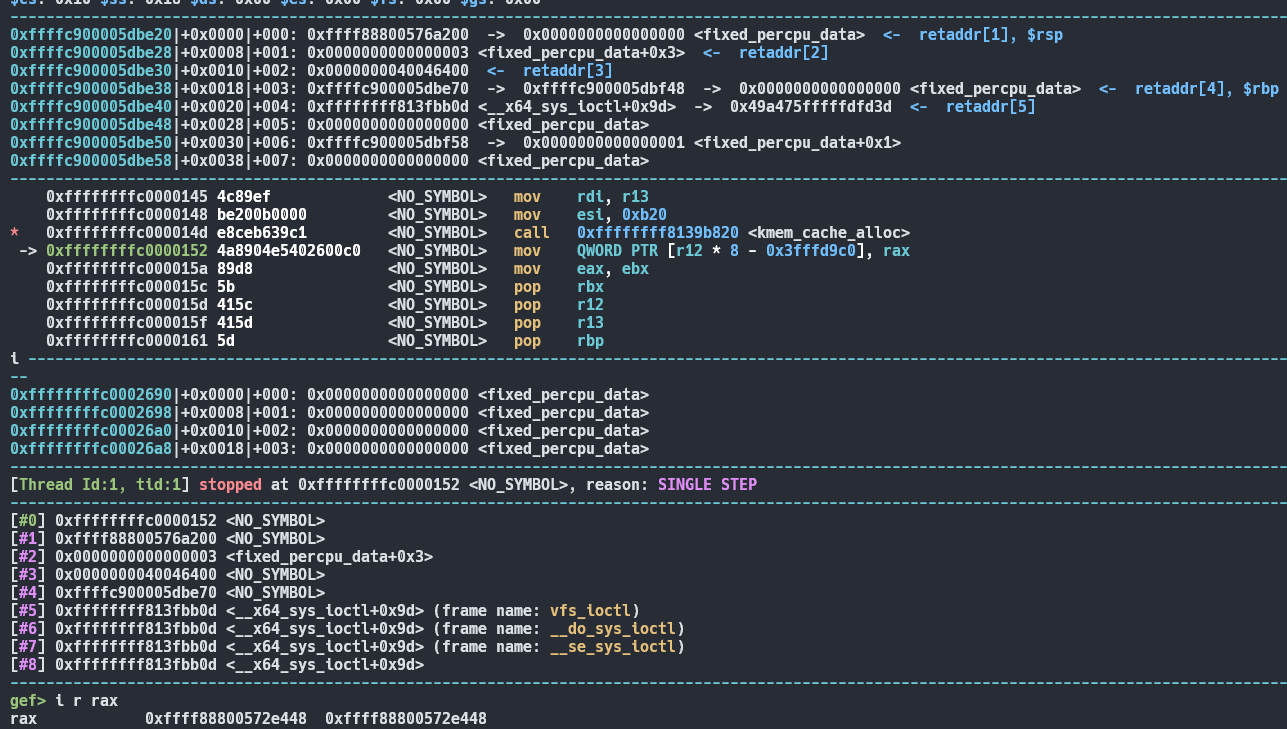 $cs: 0x10 $ss: 0x18 $ds: 0x00 $es: 0x00 $fs: 0x00 $gs: 0x00
0xffffc900005dbe20|+0x0000|+000: 0xffff88800576a200  ->  0x0000000000000000 <fixed_percpu_data>  <-  retaddr[1], $rsp
0xffffc900005dbe28|+0x0008|+001: 0x0000000000000003 <fixed_percpu_data+0x3>  <-  retaddr[2]
0xffffc900005dbe30|+0x0010|+002: 0x0000000040046400  <-  retaddr[3]
0xffffc900005dbe38|+0x0018|+003: 0xffffc900005dbe70  ->  0xffffc900005dbf48  ->  0x0000000000000000 <fixed_percpu_data>  <-  retaddr[4], $rbp
0xffffc900005dbe40|+0x0020|+004: 0xffffffff813fbb0d <__x64_sys_ioctl+0x9d>  ->  0x49a475fffffdfd3d  <-  retaddr[5]
0xffffc900005dbe48|+0x0028|+005: 0x0000000000000000 <fixed_percpu_data>
0xffffc900005dbe50|+0x0030|+006: 0xffffc900005dbf58  ->  0x0000000000000001 <fixed_percpu_data+0x1>
0xffffc900005dbe58|+0x0038|+007: 0x0000000000000000 <fixed_percpu_data>
0xffffffffc0000145 4c89ef             <NO_SYMBOL>   mov    rdi, r13
0xffffffffc0000148 be200b0000         <NO_SYMBOL>   mov    esi, 0xb20
*   0xffffffffc000014d e8ceb639c1         <NO_SYMBOL>   call   0xffffffff8139b820 <kmem_cache_alloc>
-> 0xffffffffc0000152 4a8904e5402600c0   <NO_SYMBOL>   mov    QWORD PTR [r12 * 8 - 0x3fffd9c0], rax
0xffffffffc000015a 89d8               <NO_SYMBOL>   mov    eax, ebx
0xffffffffc000015c 5b                 <NO_SYMBOL>   pop    rbx
0xffffffffc000015d 415c               <NO_SYMBOL>   pop    r12
0xffffffffc000015f 415d               <NO_SYMBOL>   pop    r13
0xffffffffc0000161 5d                 <NO_SYMBOL>   pop    rbp
i
0xffffffffc0002690|+0x0000|+000: 0x0000000000000000 <fixed_percpu_data>
0xffffffffc0002698|+0x0008|+001: 0x0000000000000000 <fixed_percpu_data>
0xffffffffc00026a0|+0x0010|+002: 0x0000000000000000 <fixed_percpu_data>
0xffffffffc00026a8|+0x0018|+003: 0x0000000000000000 <fixed_percpu_data>
[Thread Id:1, tid:1] stopped at 0xffffffffc0000152 <NO_SYMBOL>, reason: SINGLE STEP
[#0] 0xffffffffc0000152 <NO_SYMBOL>
[#1] 0xffff88800576a200 <NO_SYMBOL>
[#2] 0x0000000000000003 <fixed_percpu_data+0x3>
[#3] 0x0000000040046400 <NO_SYMBOL>
[#4] 0xffffc900005dbe70 <NO_SYMBOL>
[#5] 0xffffffff813fbb0d <__x64_sys_ioctl+0x9d> (frame name: vfs_ioctl)
[#6] 0xffffffff813fbb0d <__x64_sys_ioctl+0x9d> (frame name: __do_sys_ioctl)
[#7] 0xffffffff813fbb0d <__x64_sys_ioctl+0x9d> (frame name: __se_sys_ioctl)
[#8] 0xffffffff813fbb0d <__x64_sys_ioctl+0x9d>
gef> i r rax
rax            0xffff88800572e448  0xffff88800572e448